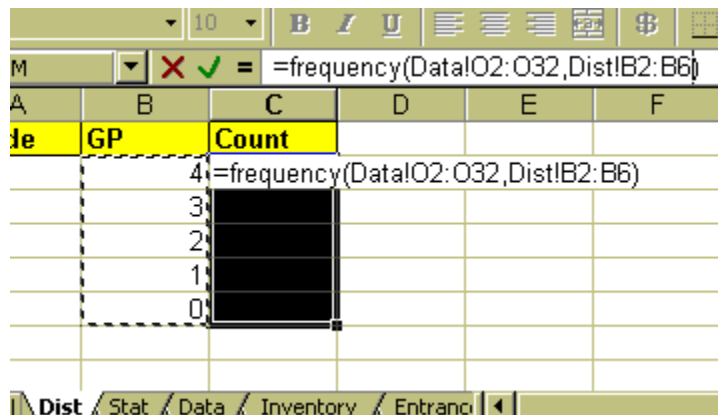 10 B I U $
M = =frequency(Data!O2:O32,Dist!B2:B6)
A B C D E F
de GP Count
4 =frequency(Data!O2:O32,Dist!B2:B6)
3
2
1
0
Dist Stat Data Inventory Entranc